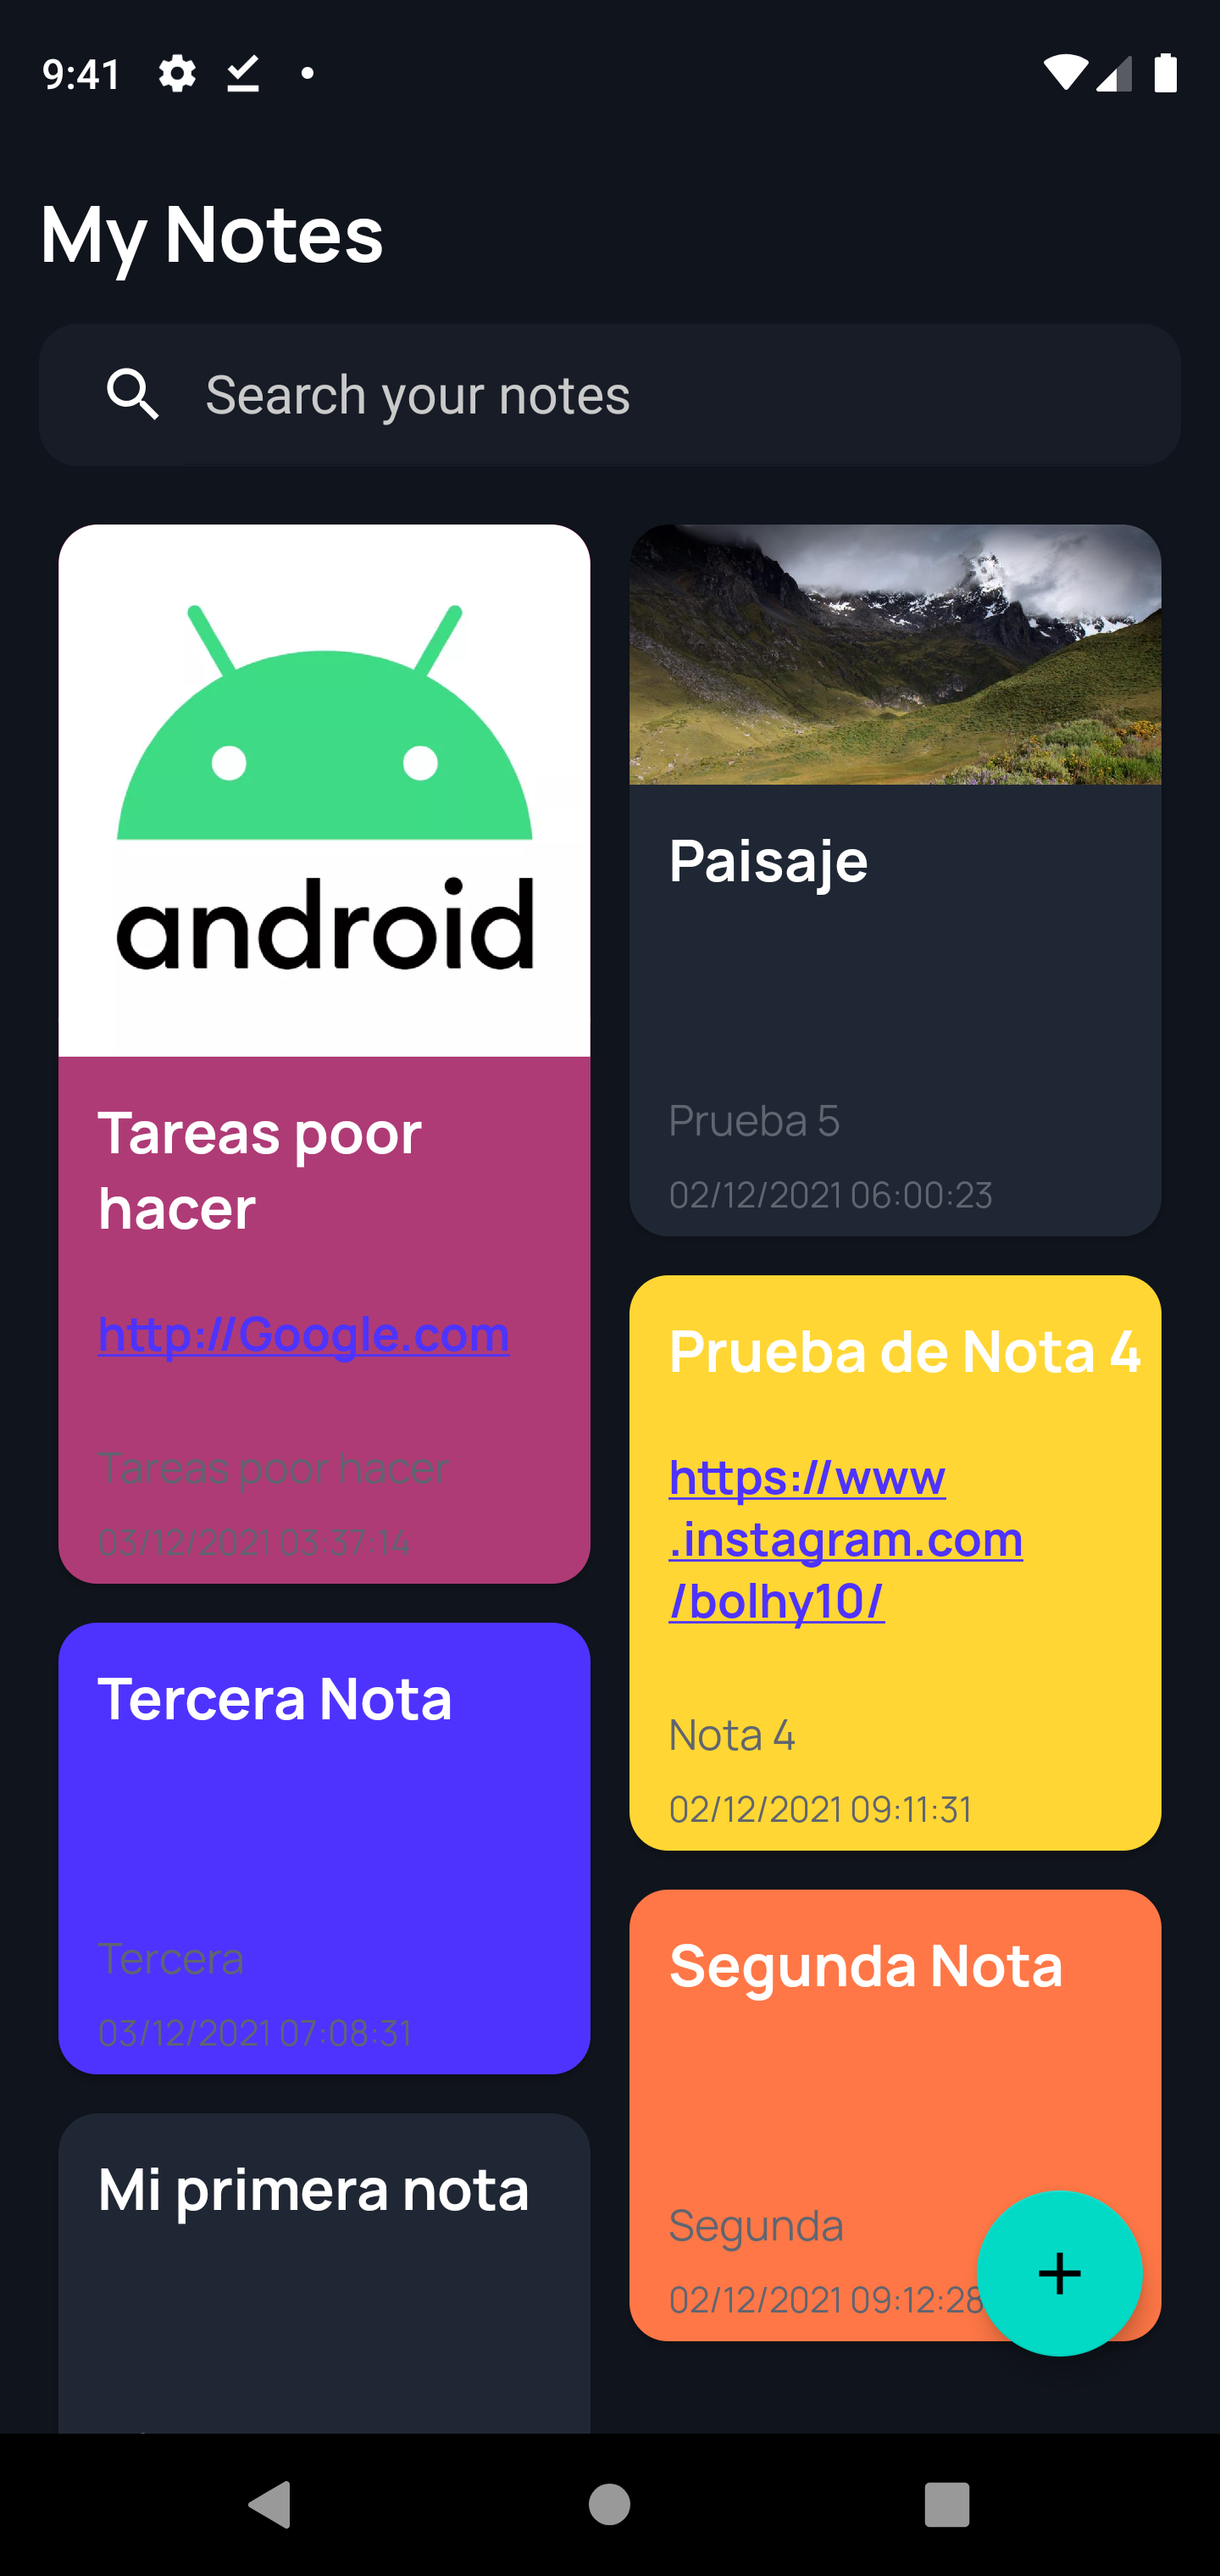 9:41
My Notes
Search your notes
android
Tareas poor
hacer
http://Google.com
Tareas poor hacer
03/12/2021 03:37:14
Paisaje
Prueba 5
02/12/2021 06:00:23
Prueba de Nota 4
https://www
.instagram.com
/bolhy10/
Nota 4
02/12/2021 09:11:31
Tercera Nota
Tercera
03/12/2021 07:08:31
Segunda Nota
Segunda
02/12/2021 09:12:28
Mi primera nota